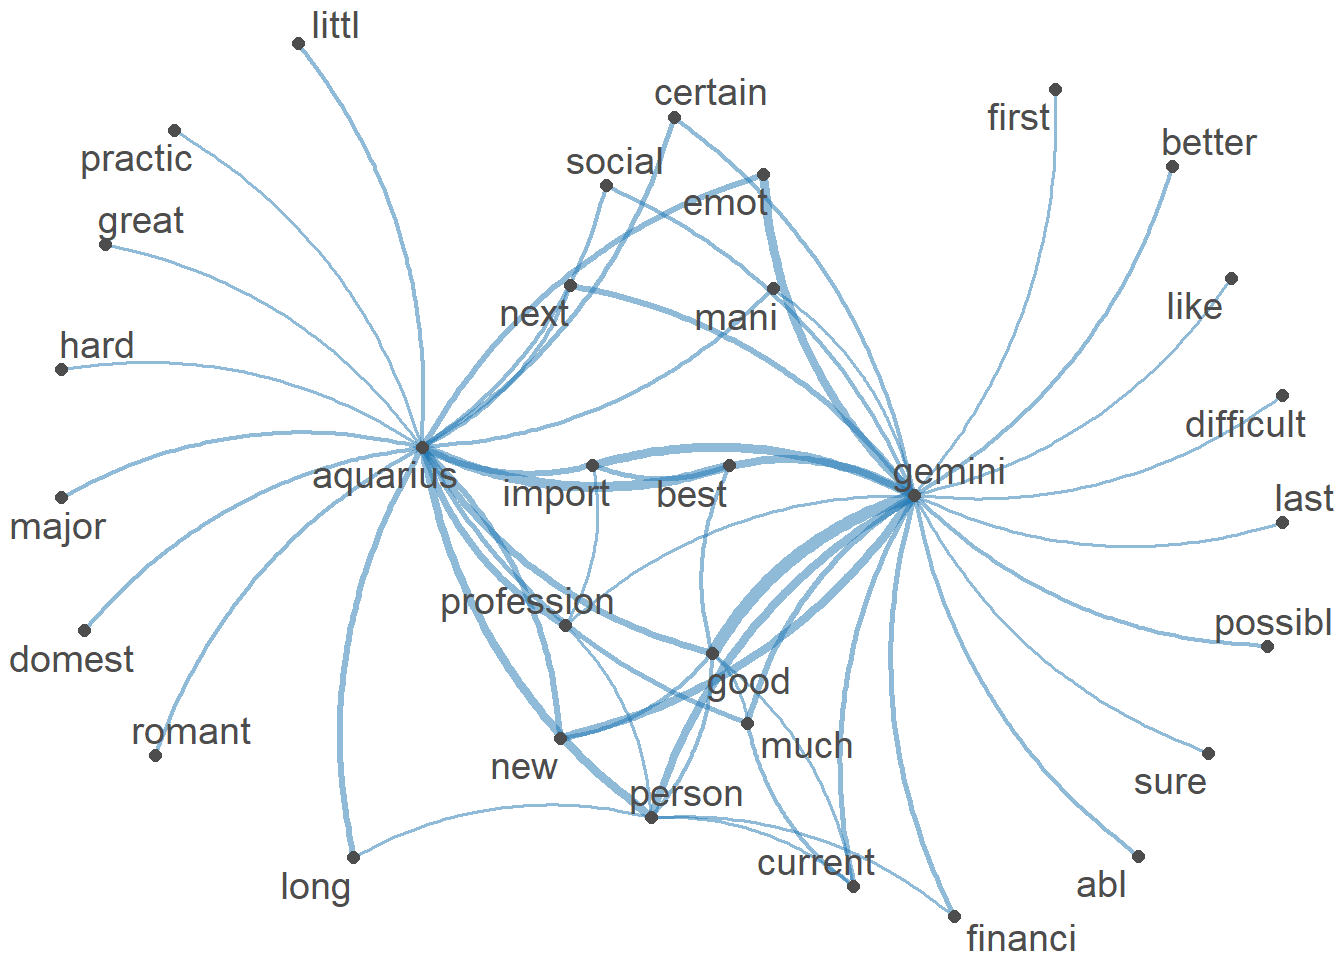 littl
certain
first
better
practic
social
emot
great
next
mani
like
hard
difficult
aquarius
import
best
gemini
last
major
profession
possibl
domest
good
romant
new
much
person
sure
long
current
abl
financi